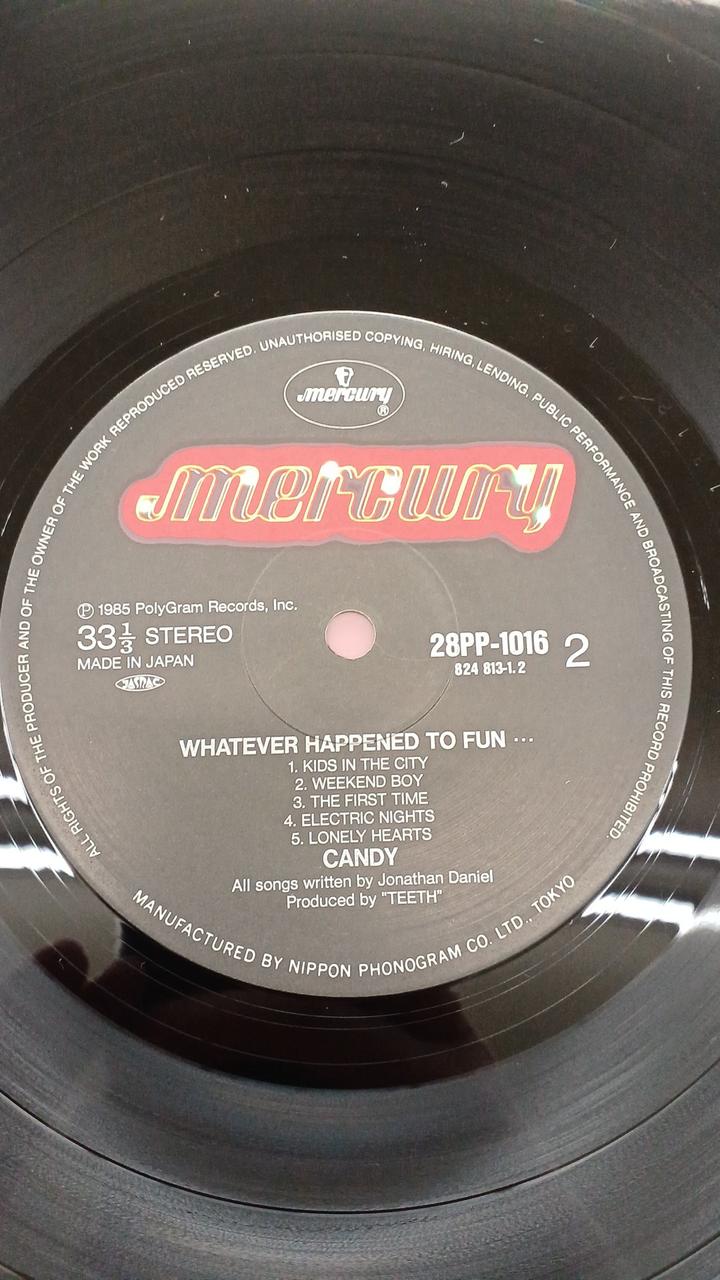 ALL RIGHTS OF THE PRODUCER AND OF THE OWNER OF THE WORK REPRODUCED RESERVED. UNAUTHORISED COPYING, HIRING, LENDING, PUBLIC PERFORMANCE AND BROADCASTING OF THIS RECORD PROHIBITED.
mercury ®
mercury
Ⓟ 1985 PolyGram Records, Inc.
33 1/3 STEREO
MADE IN JAPAN
JASRAC
28PP-1016 2
824 813-1.2
WHATEVER HAPPENED TO FUN ···
1. KIDS IN THE CITY
2. WEEKEND BOY
3. THE FIRST TIME
4. ELECTRIC NIGHTS
5. LONELY HEARTS
CANDY
All songs written by Jonathan Daniel
Produced by "TEETH"
MANUFACTURED BY NIPPON PHONOGRAM CO. LTD., TOKYO